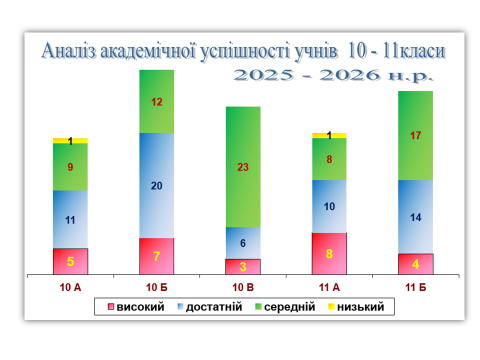 Аналіз академічної успішності учнів 10 - 11класи
2025 - 2026 н.р.
1
9
11
5
12
20
7
23
6
3
1
8
10
8
17
14
4
10 А
10 Б
10 В
11 А
11 Б
високий
достатній
середній
низький